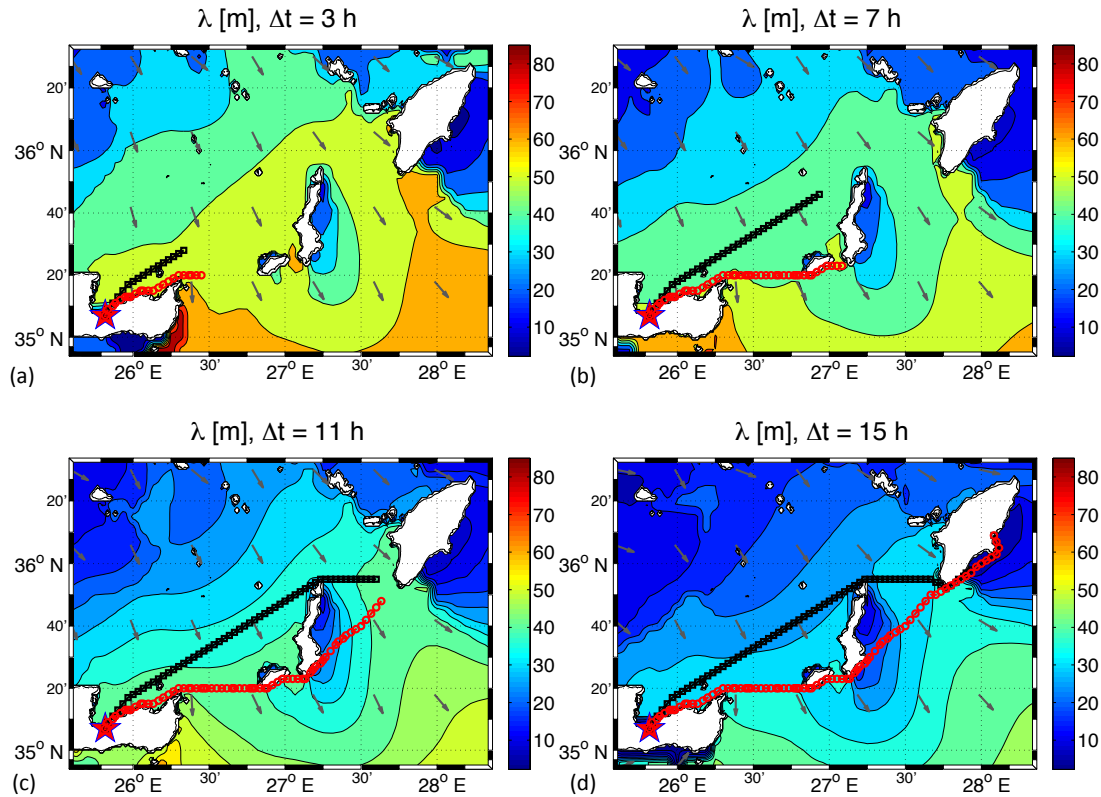 λ [m], Δt = 3 h
λ [m], Δt = 7 h
20'
36° N
40'
20'
35° N
26° E
30'
27° E
30'
28° E
80
70
60
50
40
30
20
10
(a)
20'
36° N
40'
20'
35° N
26° E
30'
27° E
30'
28° E
80
70
60
50
40
30
20
10
(b)
λ [m], Δt = 11 h
λ [m], Δt = 15 h
20'
36° N
40'
20'
35° N
26° E
30'
27° E
30'
28° E
80
70
60
50
40
30
20
10
(c)
20'
36° N
40'
20'
35° N
26° E
30'
27° E
30'
28° E
80
70
60
50
40
30
20
10
(d)